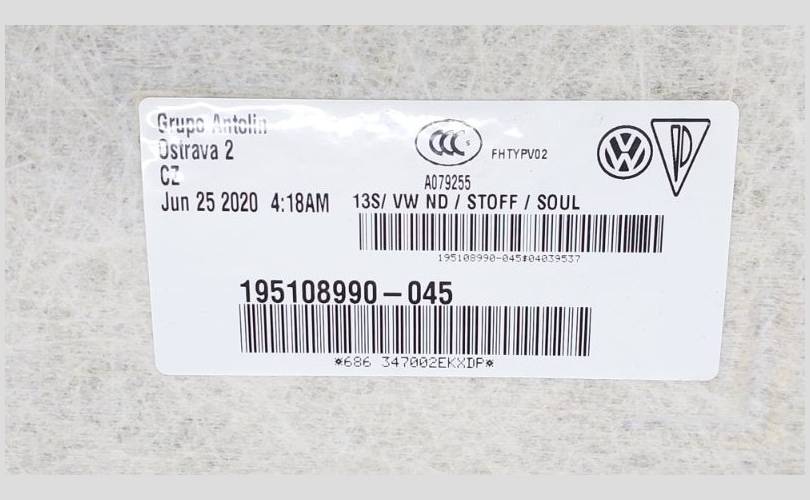 Grupo Antolin
Ostrava 2
CZ
Jun 25 2020 4:18AM
CCC S
FHTYPV02
A079255
13S/ VW ND / STOFF / SOUL
195108990-045#04039537
195108990-045
*686 347002EKXDP*